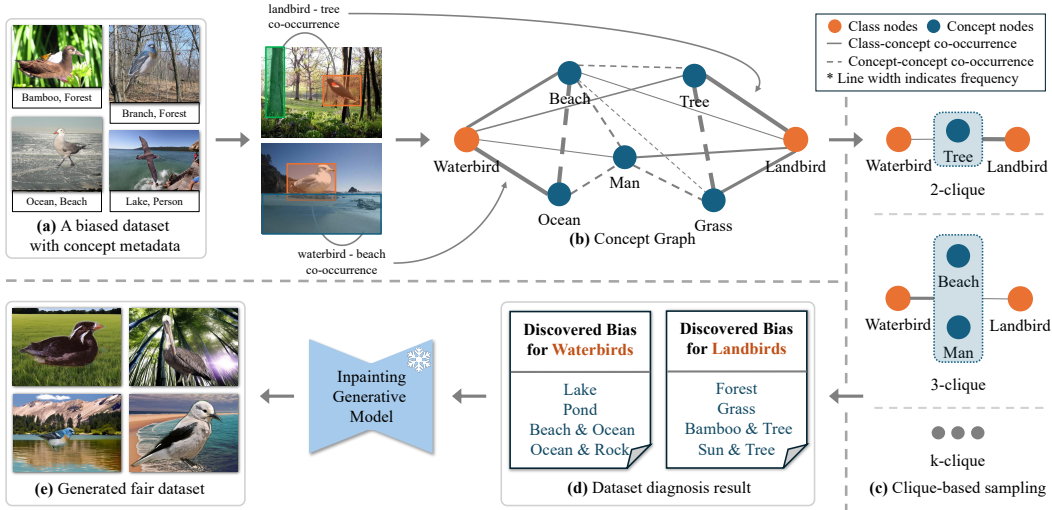 Bamboo, Forest
Branch, Forest
Ocean, Beach
Lake, Person
(a) A biased dataset
with concept metadata
landbird - tree
co-occurrence
waterbird - beach
co-occurrence
Beach
Tree
Waterbird
Man
Landbird
Ocean
Grass
(b) Concept Graph
Class nodes
Concept nodes
Class-concept co-occurrence
Concept-concept co-occurrence
* Line width indicates frequency
Waterbird
Tree
Landbird
2-clique
Beach
Waterbird
Landbird
Man
3-clique
k-clique
(c) Clique-based sampling
Discovered Bias
for Waterbirds
Lake
Pond
Beach & Ocean
Ocean & Rock
Discovered Bias
for Landbirds
Forest
Grass
Bamboo & Tree
Sun & Tree
(d) Dataset diagnosis result
Inpainting
Generative
Model
(e) Generated fair dataset